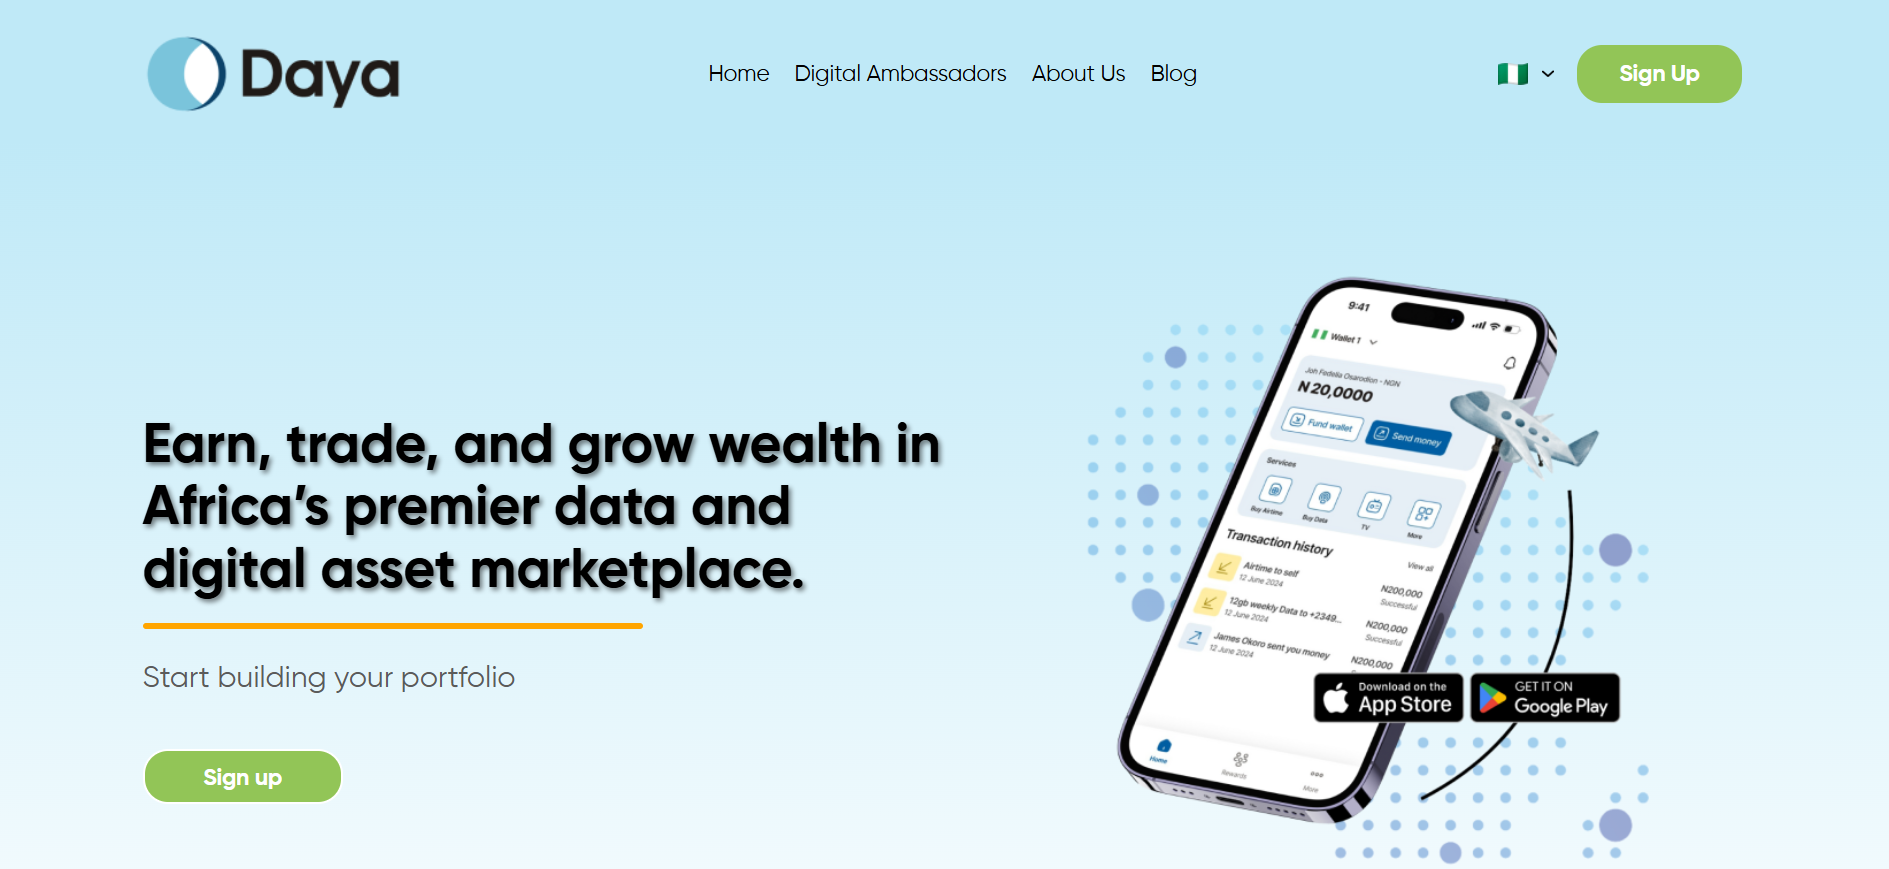 Daya
Home
Digital Ambassadors
About Us
Blog
Sign Up
Earn, trade, and grow wealth in
Africa’s premier data and
digital asset marketplace.
Start building your portfolio
Sign up
9:41
Wallet 1
Joh Fedelia Osarodion - NGN
N 20,0000
Fund wallet
Send money
Services
Buy Airtime
Buy Data
TV
More
Transaction history
View all
Airtime to self
12 June 2024
N200,000
Successful
12gb weekly Data to +2349...
12 June 2024
N200,000
Successful
James Okoro sent you money
12 June 2024
N200,000
Download on the
App Store
GET IT ON
Google Play
Home
Rewards
More